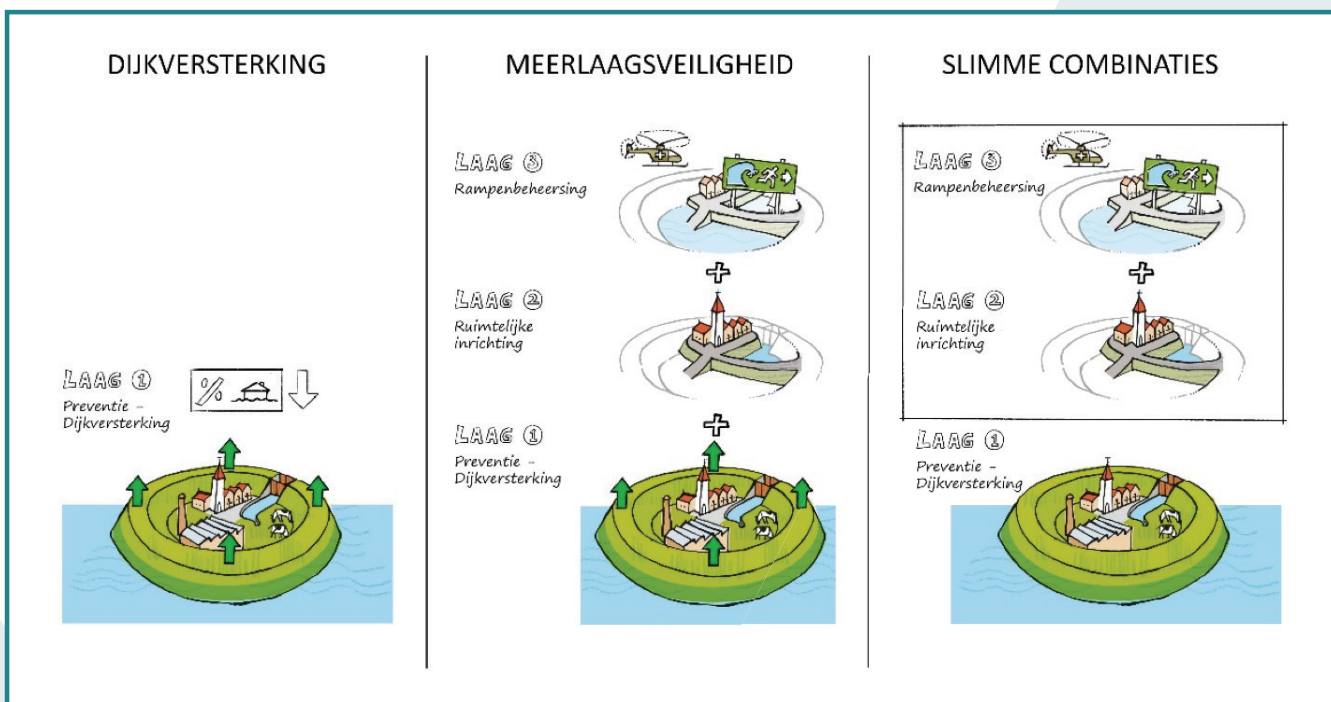 DIJKVERSTERKING
LAAG 1
Preventie -
Dijkversterking
%
MEERLAAGSVEILIGHEID
LAAG 3
Rampenbeheersing
+
LAAG 2
Ruimtelijke
inrichting
+
LAAG 1
Preventie -
Dijkversterking
SLIMME COMBINATIES
LAAG 3
Rampenbeheersing
+
LAAG 2
Ruimtelijke
inrichting
LAAG 1
Preventie -
Dijkversterking